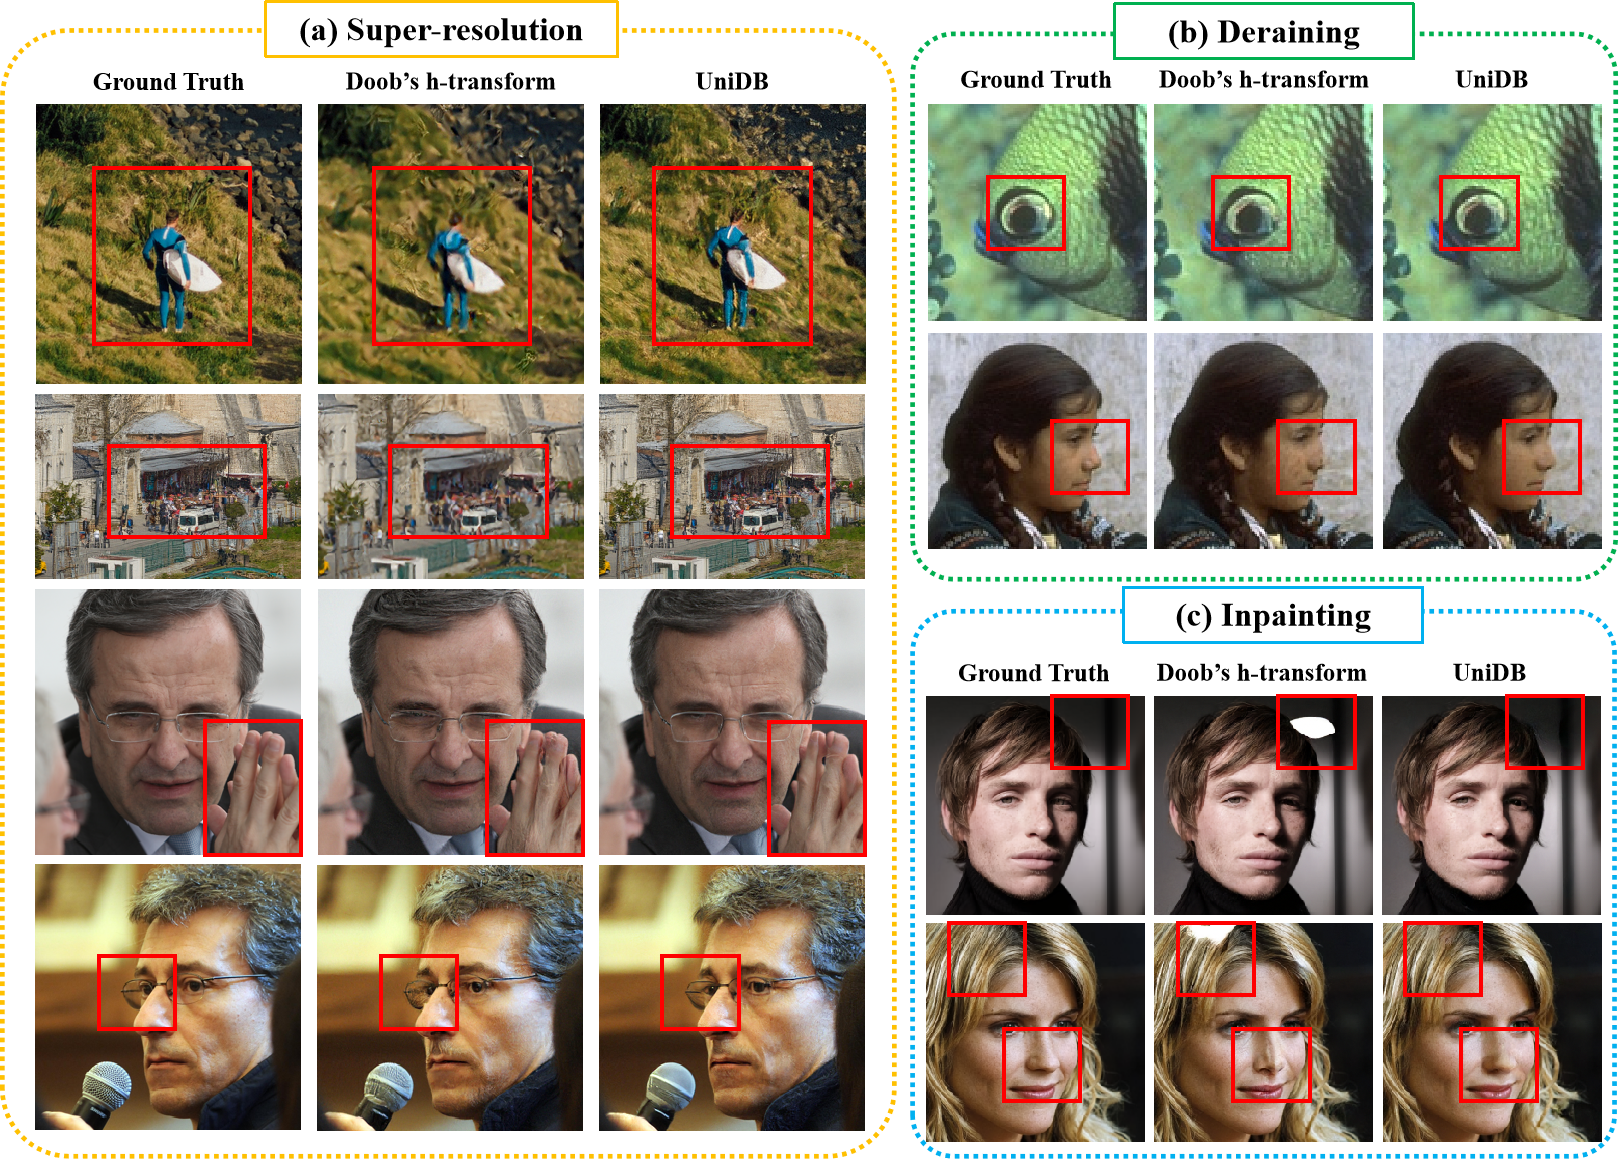 (a) Super-resolution
Ground Truth Doob's h-transform UniDB
(b) Deraining
Ground Truth Doob's h-transform UniDB
(c) Inpainting
Ground Truth Doob's h-transform UniDB